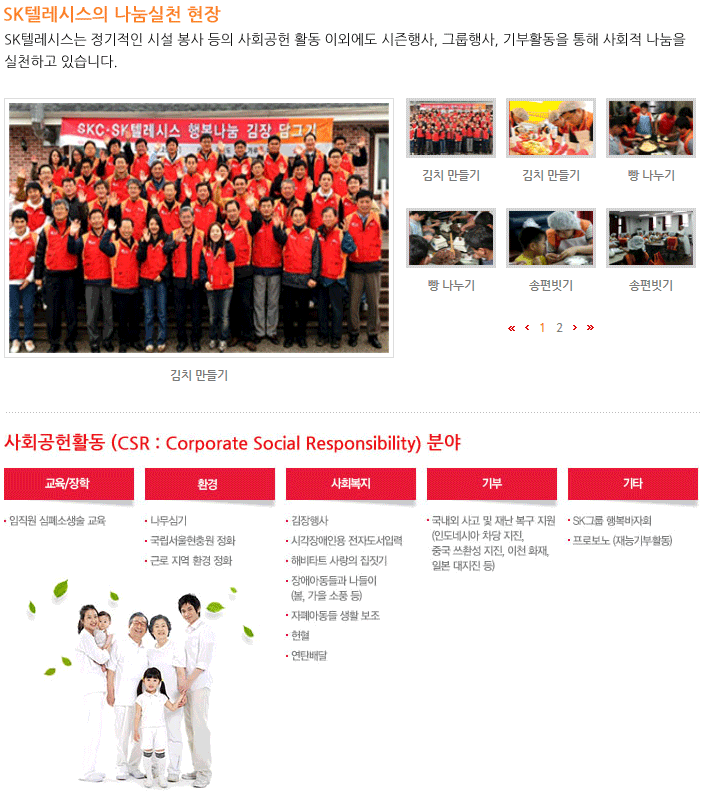 SK텔레시스의 나눔실천 현장
SK텔레시스는 정기적인 시설 봉사 등의 사회공헌 활동 이외에도 시즌행사, 그룹행사, 기부활동을 통해 사회적 나눔을
실천하고 있습니다.
SKC·SK텔레시스 행복나눔 김장 담그기
김치 만들기
김치 만들기
김치 만들기
빵 나누기
빵 나누기
송편빚기
송편빚기
« ‹ 1 2 › »
사회공헌활동 (CSR : Corporate Social Responsibility) 분야
교육/장학
임직원 심폐소생술 교육
환경
나무심기
국립서울현충원 정화
근로 지역 환경 정화
사회복지
김장행사
시각장애인용 전자도서입력
해비타트 사랑의 집짓기
장애아동들과 나들이
(봄, 가을 소풍 등)
자폐아동들 생활 보조
헌혈
연탄배달
기부
국내외 사고 및 재난 복구 지원
(인도네시아 차당 지진,
중국 쓰촨성 지진, 이천 화재,
일본 대지진 등)
기타
SK그룹 행복바자회
프로보노 (재능기부활동)